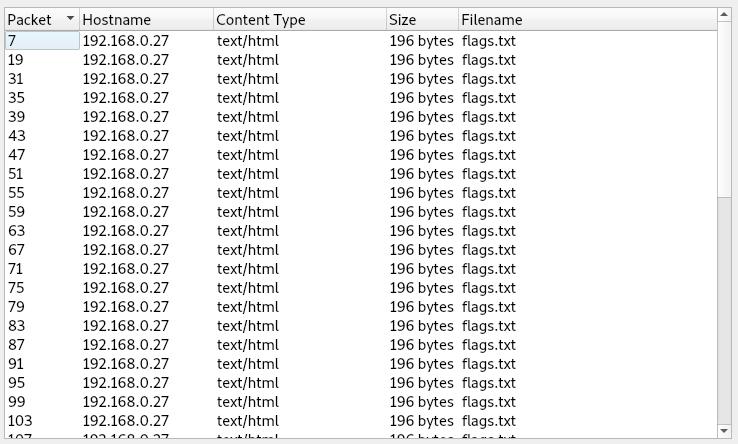 Packet Hostname Content Type Size Filename
7 192.168.0.27 text/html 196 bytes flags.txt
19 192.168.0.27 text/html 196 bytes flags.txt
31 192.168.0.27 text/html 196 bytes flags.txt
35 192.168.0.27 text/html 196 bytes flags.txt
39 192.168.0.27 text/html 196 bytes flags.txt
43 192.168.0.27 text/html 196 bytes flags.txt
47 192.168.0.27 text/html 196 bytes flags.txt
51 192.168.0.27 text/html 196 bytes flags.txt
55 192.168.0.27 text/html 196 bytes flags.txt
59 192.168.0.27 text/html 196 bytes flags.txt
63 192.168.0.27 text/html 196 bytes flags.txt
67 192.168.0.27 text/html 196 bytes flags.txt
71 192.168.0.27 text/html 196 bytes flags.txt
75 192.168.0.27 text/html 196 bytes flags.txt
79 192.168.0.27 text/html 196 bytes flags.txt
83 192.168.0.27 text/html 196 bytes flags.txt
87 192.168.0.27 text/html 196 bytes flags.txt
91 192.168.0.27 text/html 196 bytes flags.txt
95 192.168.0.27 text/html 196 bytes flags.txt
99 192.168.0.27 text/html 196 bytes flags.txt
103 192.168.0.27 text/html 196 bytes flags.txt